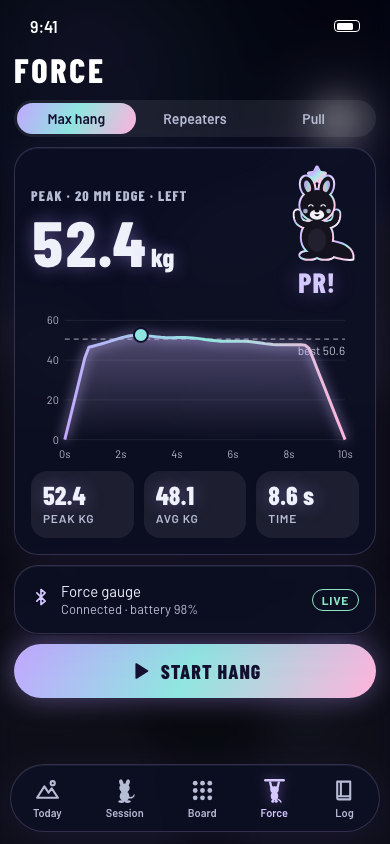 9:41
FORCE
Max hang
Repeaters
Pull
PEAK · 20 MM EDGE · LEFT
52.4 kg
PR!
60
best 50.6
40
20
0
0s 2s 4s 6s 8s 10s
52.4
PEAK KG
48.1
AVG KG
8.6 s
TIME
Force gauge
Connected · battery 98%
LIVE
START HANG
Today
Session
Board
Force
Log